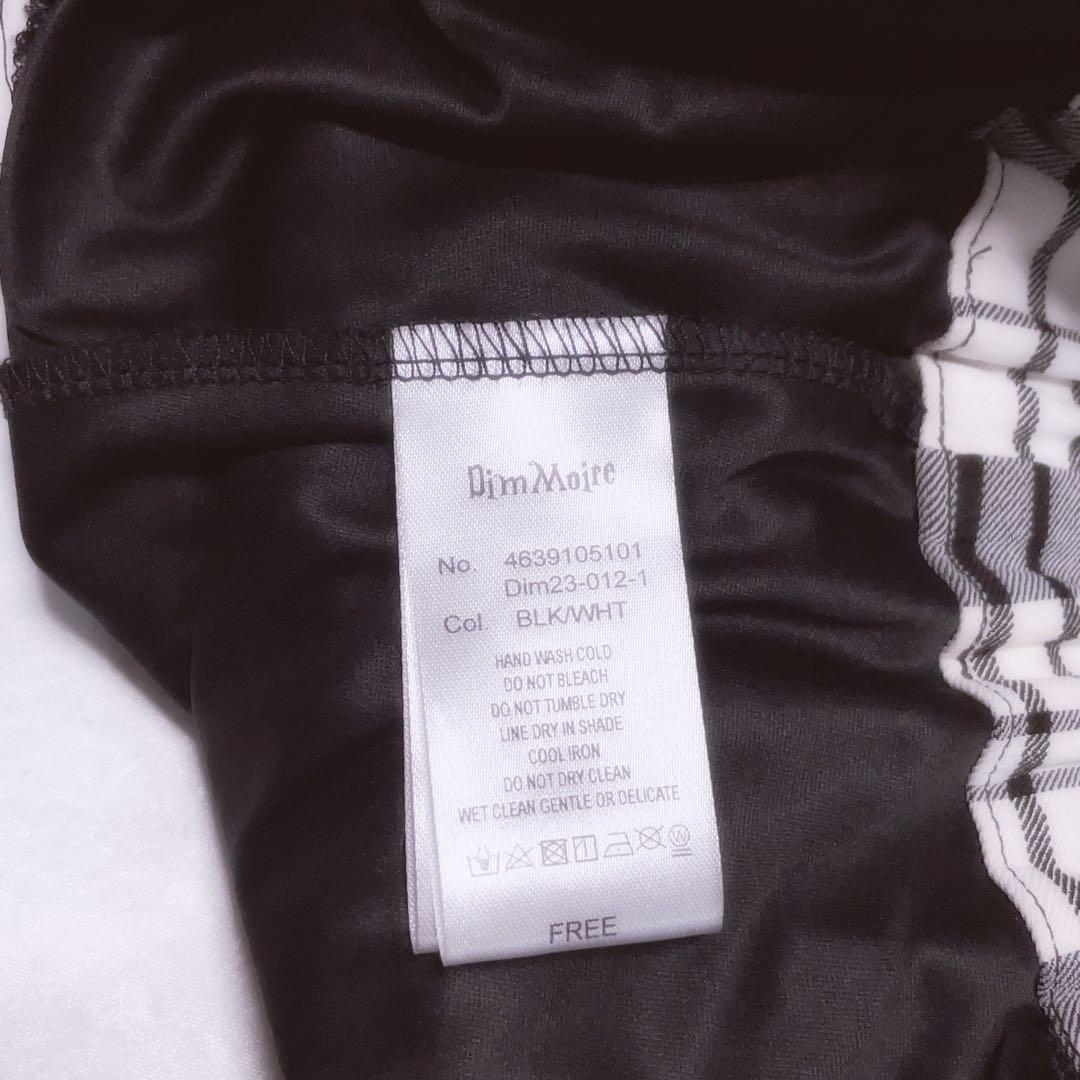 DimMoire
No. 4639105101
Dim23-012-1
Col. BLK/WHT
HAND WASH COLD
DO NOT BLEACH
DO NOT TUMBLE DRY
LINE DRY IN SHADE
COOL IRON
DO NOT DRY CLEAN
WET CLEAN GENTLE OR DELICATE
W
FREE